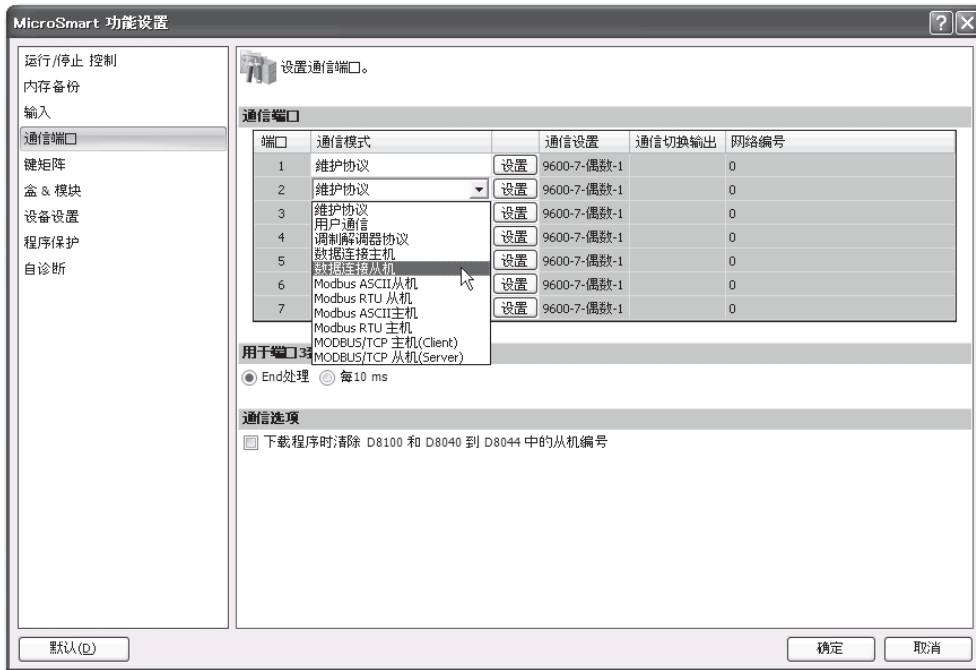 MicroSmart 功能设置
运行/停止 控制
内存备份
输入
通信端口
键矩阵
盒 & 模块
设备设置
程序保护
自诊断
设置通信端口。
通信端口
端口 通信模式 通信设置 通信切换输出 网络编号
1 维护协议 设置 9600-7-偶数-1 0
2 维护协议 设置 9600-7-偶数-1 0
3 设置 9600-7-偶数-1 0
4 设置 9600-7-偶数-1 0
5 设置 9600-7-偶数-1 0
6 设置 9600-7-偶数-1 0
7 设置 9600-7-偶数-1 0
维护协议
用户通信
调制解调器协议
数据连接主机
数据连接从机
Modbus ASCII从机
Modbus RTU 从机
Modbus ASCII主机
Modbus RTU 主机
MODBUS/TCP 主机(Client)
MODBUS/TCP 从机(Server)
用于端口3
End处理 每10 ms
通信选项
下载程序时清除 D8100 和 D8040 到 D8044 中的从机编号
默认(D)
确定 取消